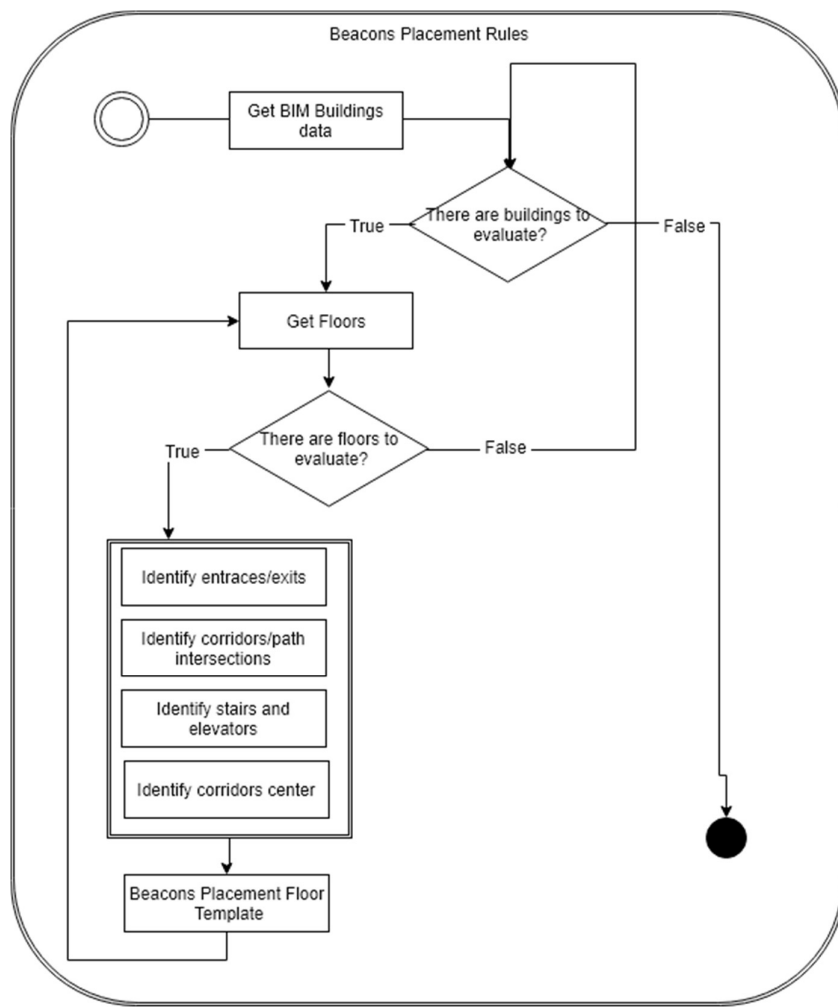 Beacons Placement Rules
Get BIM Buildings
data
There are buildings to
evaluate?
True
False
Get Floors
There are floors to
evaluate?
True
False
Identify entraces/exits
Identify corridors/path
intersections
Identify stairs and
elevators
Identify corridors center
Beacons Placement Floor
Template